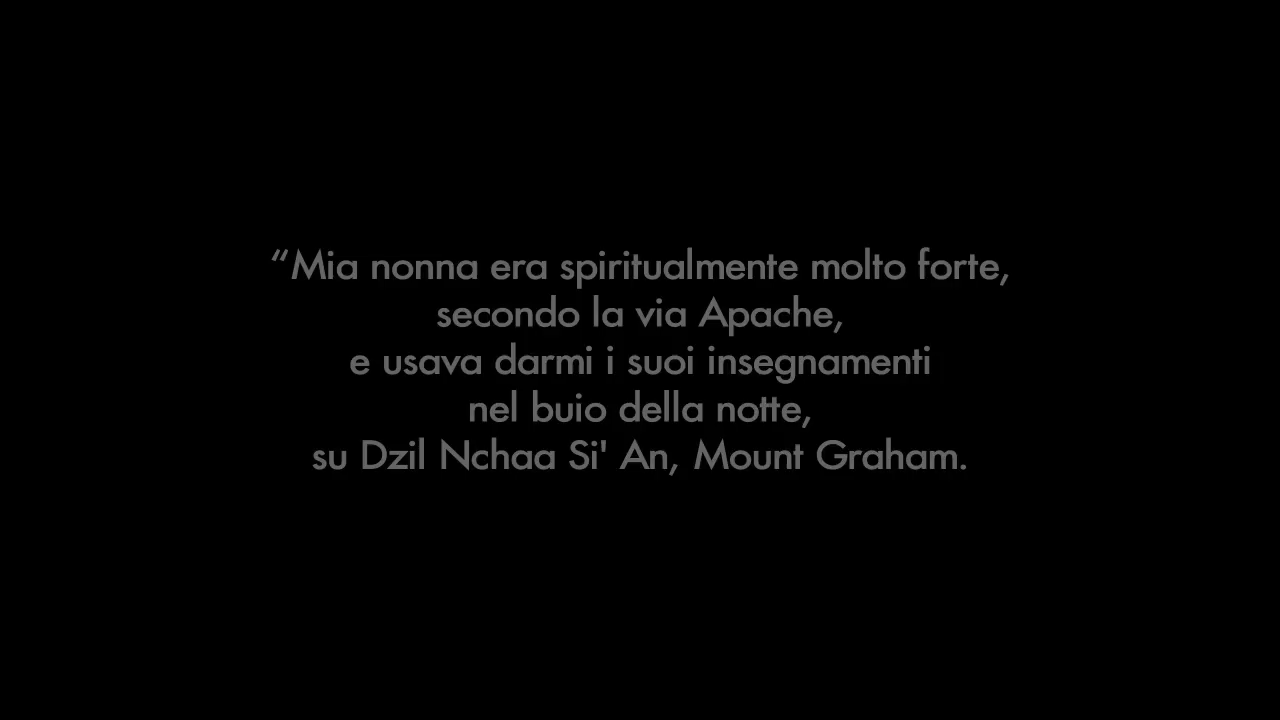 “Mia nonna era spiritualmente molto forte,
secondo la via Apache,
e usava darmi i suoi insegnamenti
nel buio della notte,
su Dzil Nchaa Si' An, Mount Graham.